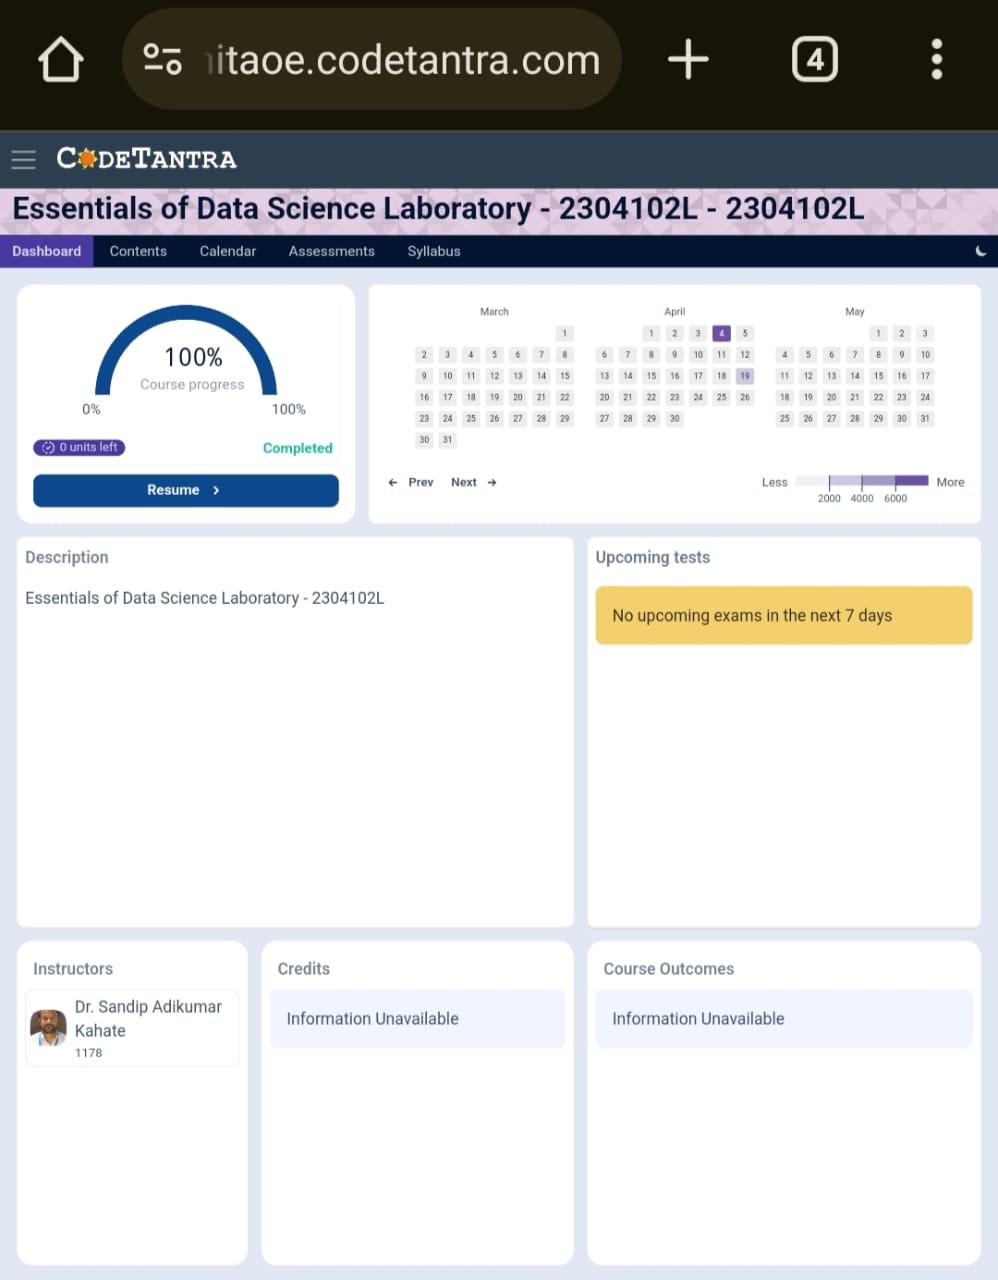 itaoe.codetantra.com
4
CODETANTRA
Essentials of Data Science Laboratory - 2304102L - 2304102L
Dashboard Contents Calendar Assessments Syllabus
100%
Course progress
0% 100%
0 units left Completed
Resume >
March April May
1 1 2 3 4 5 1 2 3
2 3 4 5 6 7 8 6 7 8 9 10 11 12 4 5 6 7 8 9 10
9 10 11 12 13 14 15 13 14 15 16 17 18 19 11 12 13 14 15 16 17
16 17 18 19 20 21 22 20 21 22 23 24 25 26 18 19 20 21 22 23 24
23 24 25 26 27 28 29 27 28 29 30 25 26 27 28 29 30 31
30 31
← Prev Next → Less More
2000 4000 6000
Description
Essentials of Data Science Laboratory - 2304102L
Upcoming tests
No upcoming exams in the next 7 days
Instructors
Dr. Sandip Adikumar
Kahate
1178
Credits
Information Unavailable
Course Outcomes
Information Unavailable